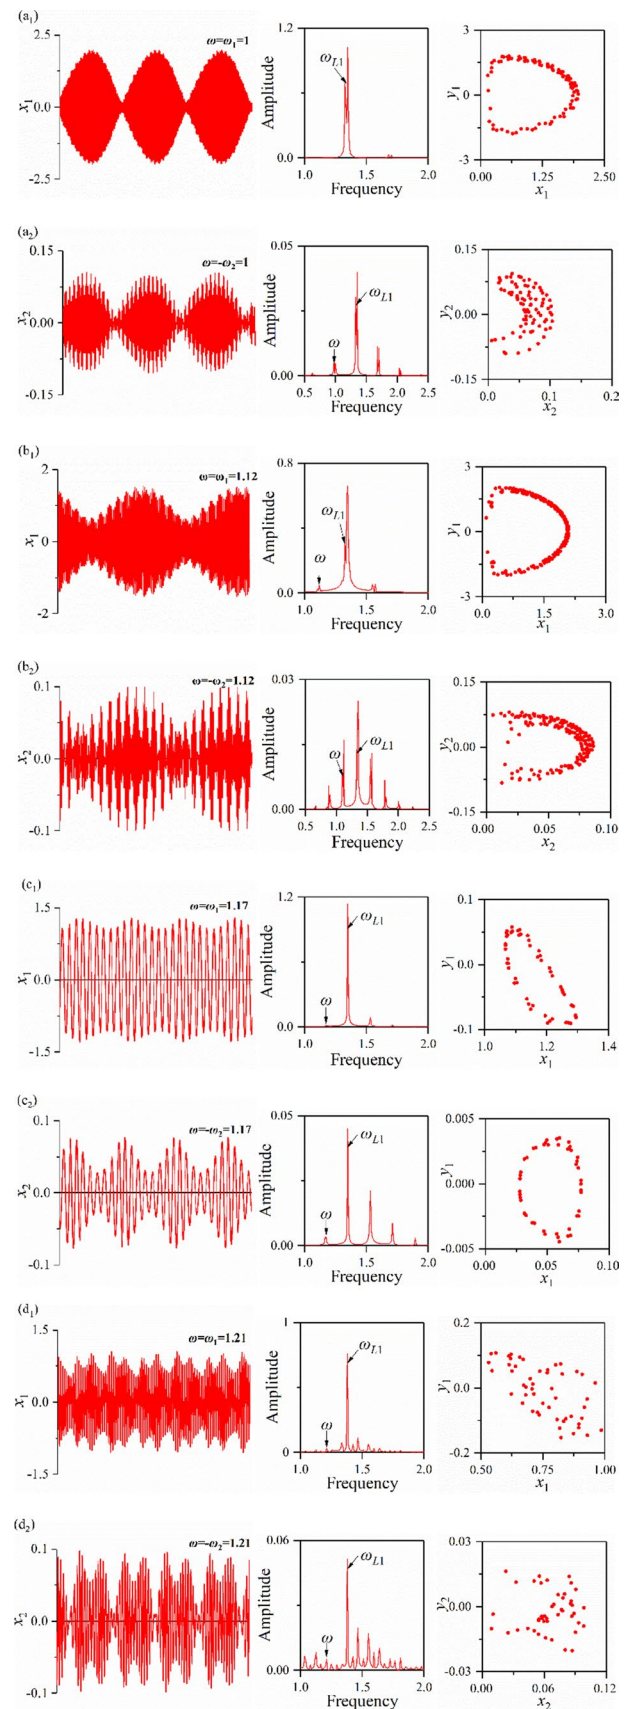 (a₁)
ω=ω₁=1
x₁
2.5
0.0
-2.5
Amplitude
1.2
0.0
ω_L1
1.0 1.5 2.0
Frequency
y₁
3
0
-3
0.00 1.25 2.50
x₁
(a₂)
ω=-ω₂=1
x₂
0.15
0.00
-0.15
Amplitude
0.05
0.00
ω
ω_L1
0.5 1.0 1.5 2.0 2.5
Frequency
y₂
0.15
0.00
-0.15
0.0 0.1 0.2
x₂
(b₁)
ω=ω₁=1.12
x₁
2
0
-2
Amplitude
0.8
0.0
ω
ω_L1
1.0 1.5 2.0
Frequency
y₁
3
0
-3
0.0 1.5 3.0
x₁
(b₂)
ω=-ω₂=1.12
x₂
0.1
0.0
-0.1
Amplitude
0.03
0.00
ω
ω_L1
0.5 1.0 1.5 2.0 2.5
Frequency
y₂
0.15
0.00
-0.15
0.00 0.05 0.10
x₂
(c₁)
ω=ω₁=1.17
x₁
1.5
0.0
-1.5
Amplitude
1.2
0.0
ω
ω_L1
1.0 1.5 2.0
Frequency
y₁
0.1
0.0
-0.1
1.0 1.2 1.4
x₁
(c₂)
ω=-ω₂=1.17
x₂
0.1
0.0
-0.1
Amplitude
0.05
0.00
ω
ω_L1
1.0 1.5 2.0
Frequency
y₁
0.005
0.000
-0.005
0.00 0.05 0.10
x₁
(d₁)
ω=ω₁=1.21
x₁
1.5
0.0
-1.5
Amplitude
1
0
ω
ω_L1
1.0 1.5 2.0
Frequency
y₁
0.2
0.0
-0.2
0.50 0.75 1.00
x₁
(d₂)
ω=-ω₂=1.21
x₂
0.1
0.0
-0.1
Amplitude
0.06
0.00
ω
ω_L1
1.0 1.5 2.0
Frequency
y₂
0.03
0.00
-0.03
0.00 0.06 0.12
x₂